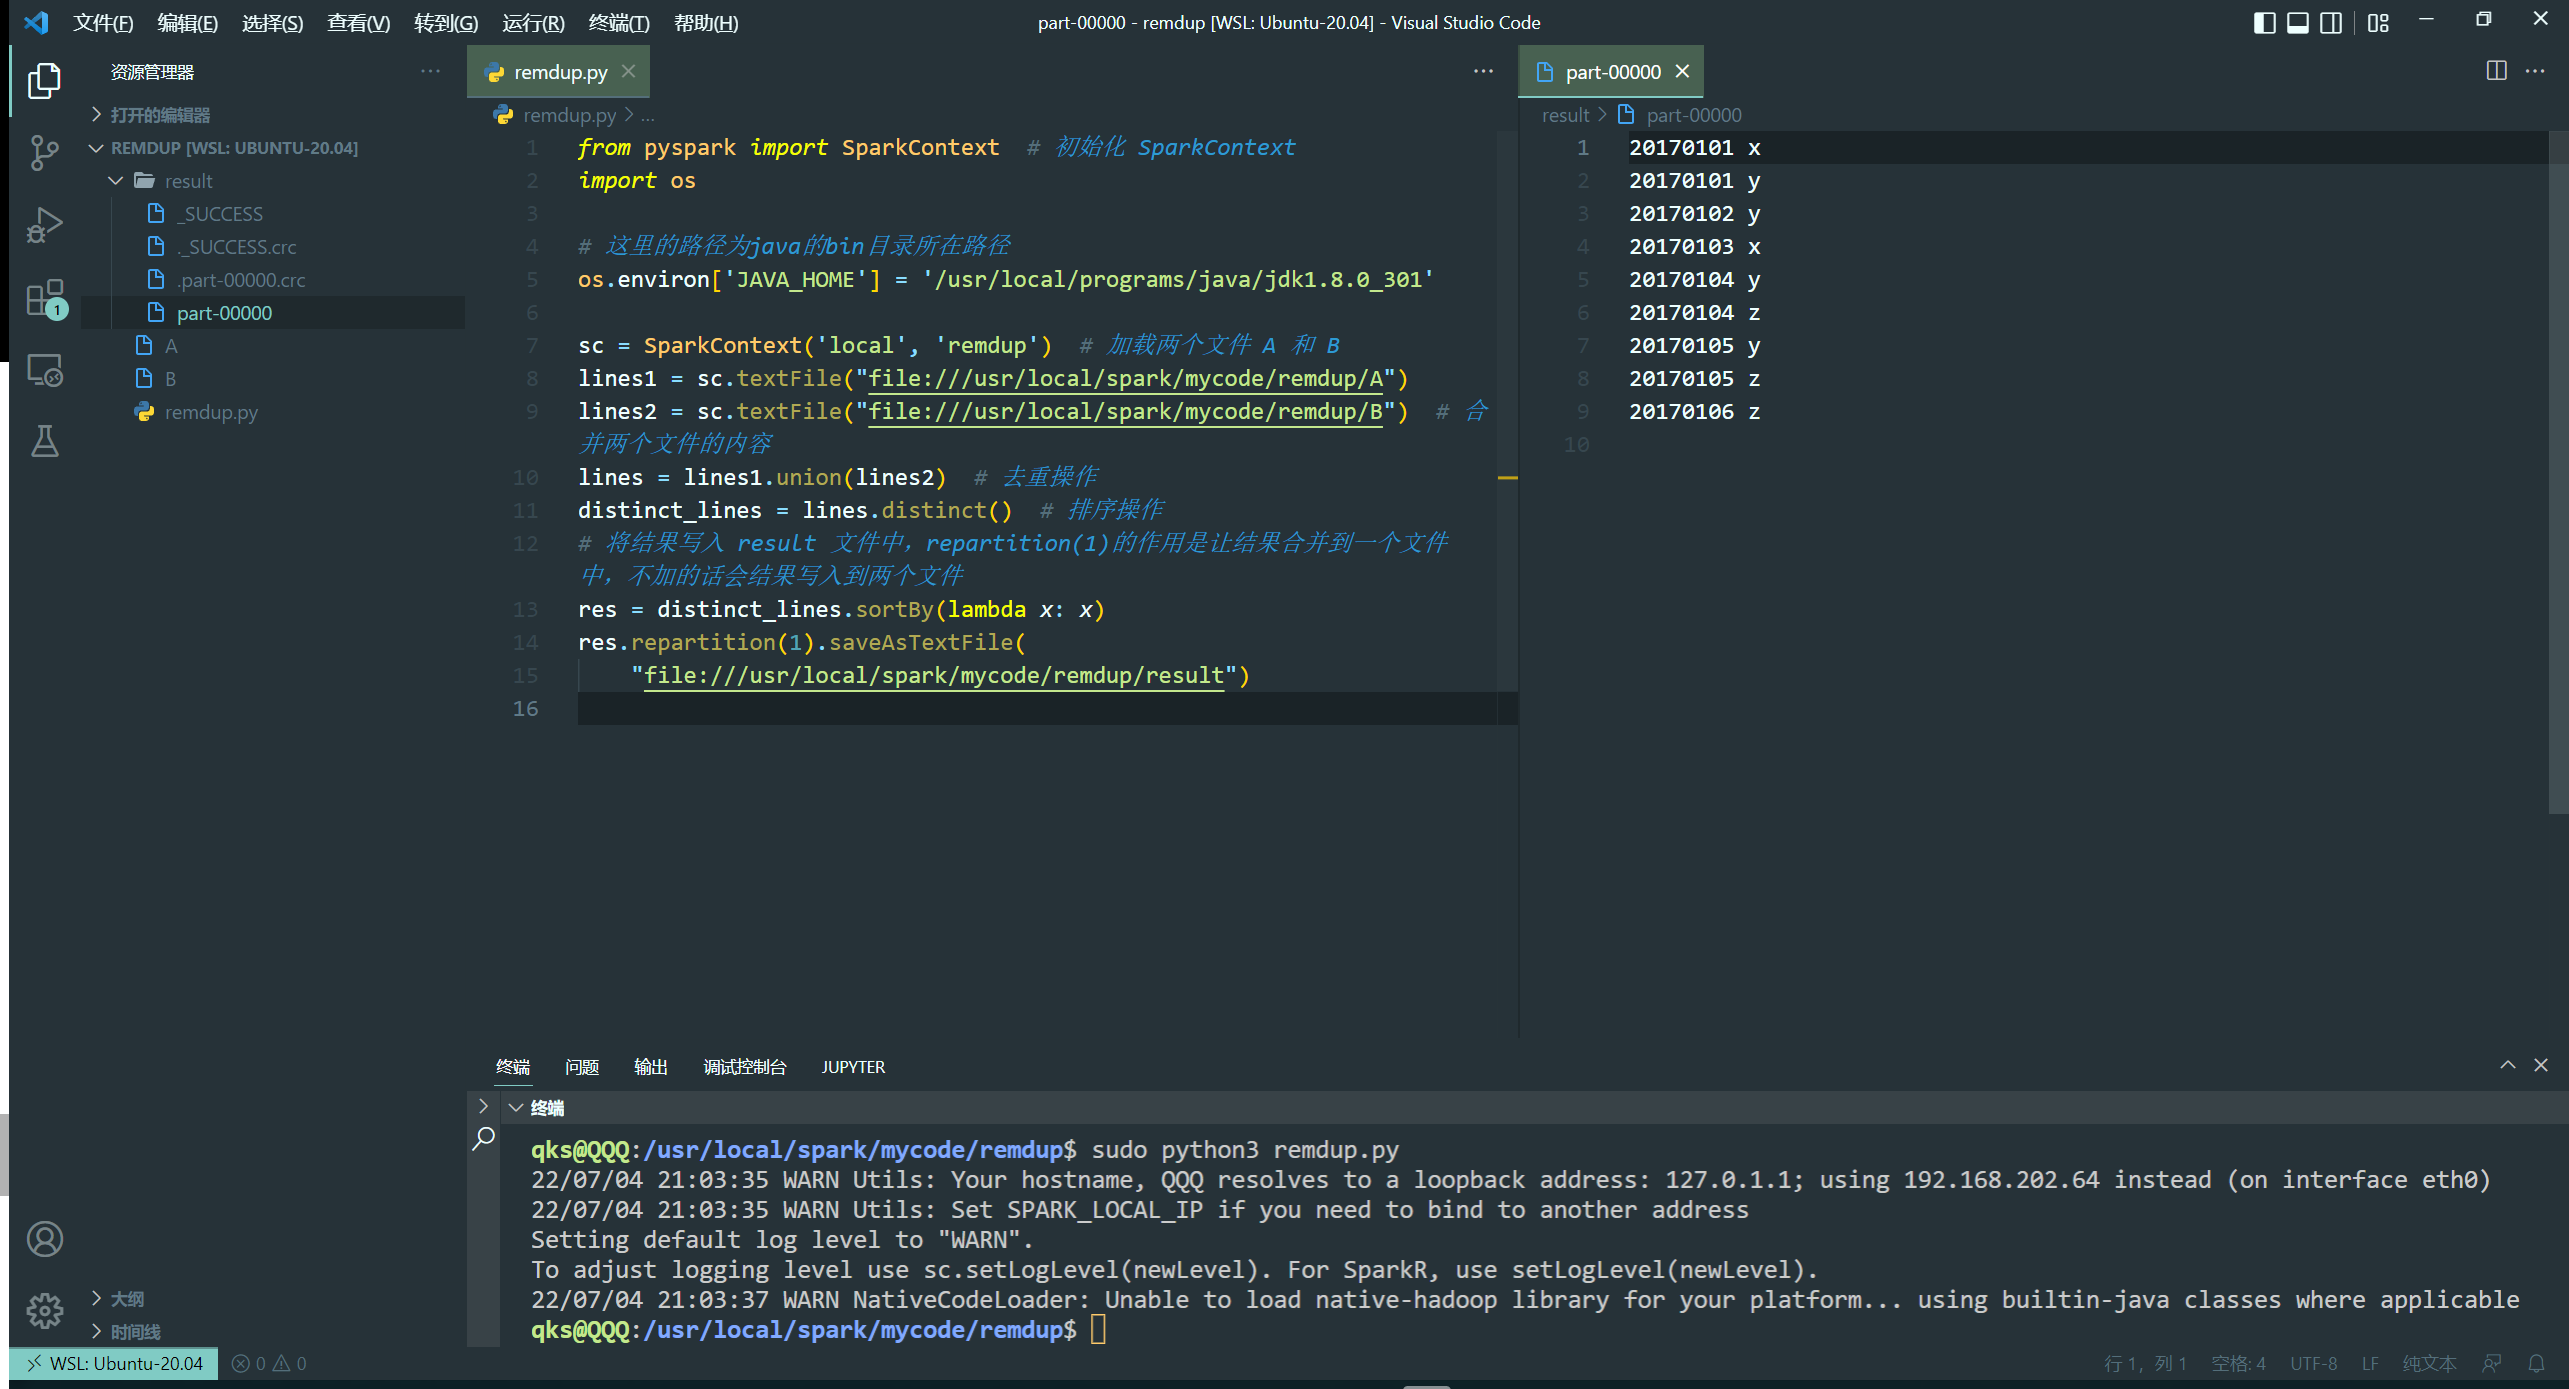 文件(F) 编辑(E) 选择(S) 查看(V) 转到(G) 运行(R) 终端(T) 帮助(H)
part-00000 - remdup [WSL: Ubuntu-20.04] - Visual Studio Code
资源管理器
打开的编辑器
REMDUP [WSL: UBUNTU-20.04]
result
_SUCCESS
._SUCCESS.crc
.part-00000.crc
part-00000
A
B
remdup.py
大纲
时间线
1
remdup.py
remdup.py > ...
1 from pyspark import SparkContext  # 初始化 SparkContext
2 import os
3
4 # 这里的路径为java的bin目录所在路径
5 os.environ['JAVA_HOME'] = '/usr/local/programs/java/jdk1.8.0_301'
6
7 sc = SparkContext('local', 'remdup')  # 加载两个文件 A 和 B
8 lines1 = sc.textFile("file:///usr/local/spark/mycode/remdup/A")
9 lines2 = sc.textFile("file:///usr/local/spark/mycode/remdup/B")  # 合
并两个文件的内容
10 lines = lines1.union(lines2)  # 去重操作
11 distinct_lines = lines.distinct()  # 排序操作
12 # 将结果写入 result 文件中，repartition(1)的作用是让结果合并到一个文件
中，不加的话会结果写入到两个文件
13 res = distinct_lines.sortBy(lambda x: x)
14 res.repartition(1).saveAsTextFile(
15     "file:///usr/local/spark/mycode/remdup/result")
16
part-00000
result > part-00000
1 20170101 x
2 20170101 y
3 20170102 y
4 20170103 x
5 20170104 y
6 20170104 z
7 20170105 y
8 20170105 z
9 20170106 z
10
终端 问题 输出 调试控制台 JUPYTER
终端
qks@QQQ:/usr/local/spark/mycode/remdup$ sudo python3 remdup.py
22/07/04 21:03:35 WARN Utils: Your hostname, QQQ resolves to a loopback address: 127.0.1.1; using 192.168.202.64 instead (on interface eth0)
22/07/04 21:03:35 WARN Utils: Set SPARK_LOCAL_IP if you need to bind to another address
Setting default log level to "WARN".
To adjust logging level use sc.setLogLevel(newLevel). For SparkR, use setLogLevel(newLevel).
22/07/04 21:03:37 WARN NativeCodeLoader: Unable to load native-hadoop library for your platform... using builtin-java classes where applicable
qks@QQQ:/usr/local/spark/mycode/remdup$
WSL: Ubuntu-20.04 0 0 行 1，列 1 空格: 4 UTF-8 LF 纯文本